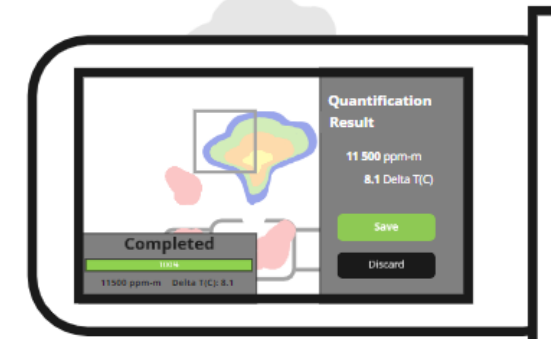 Quantification
Result
11 500 ppm-m
8.1 Delta T(C)
Save
Discard
Completed
100%
11500 ppm-m Delta T(C): 8.1